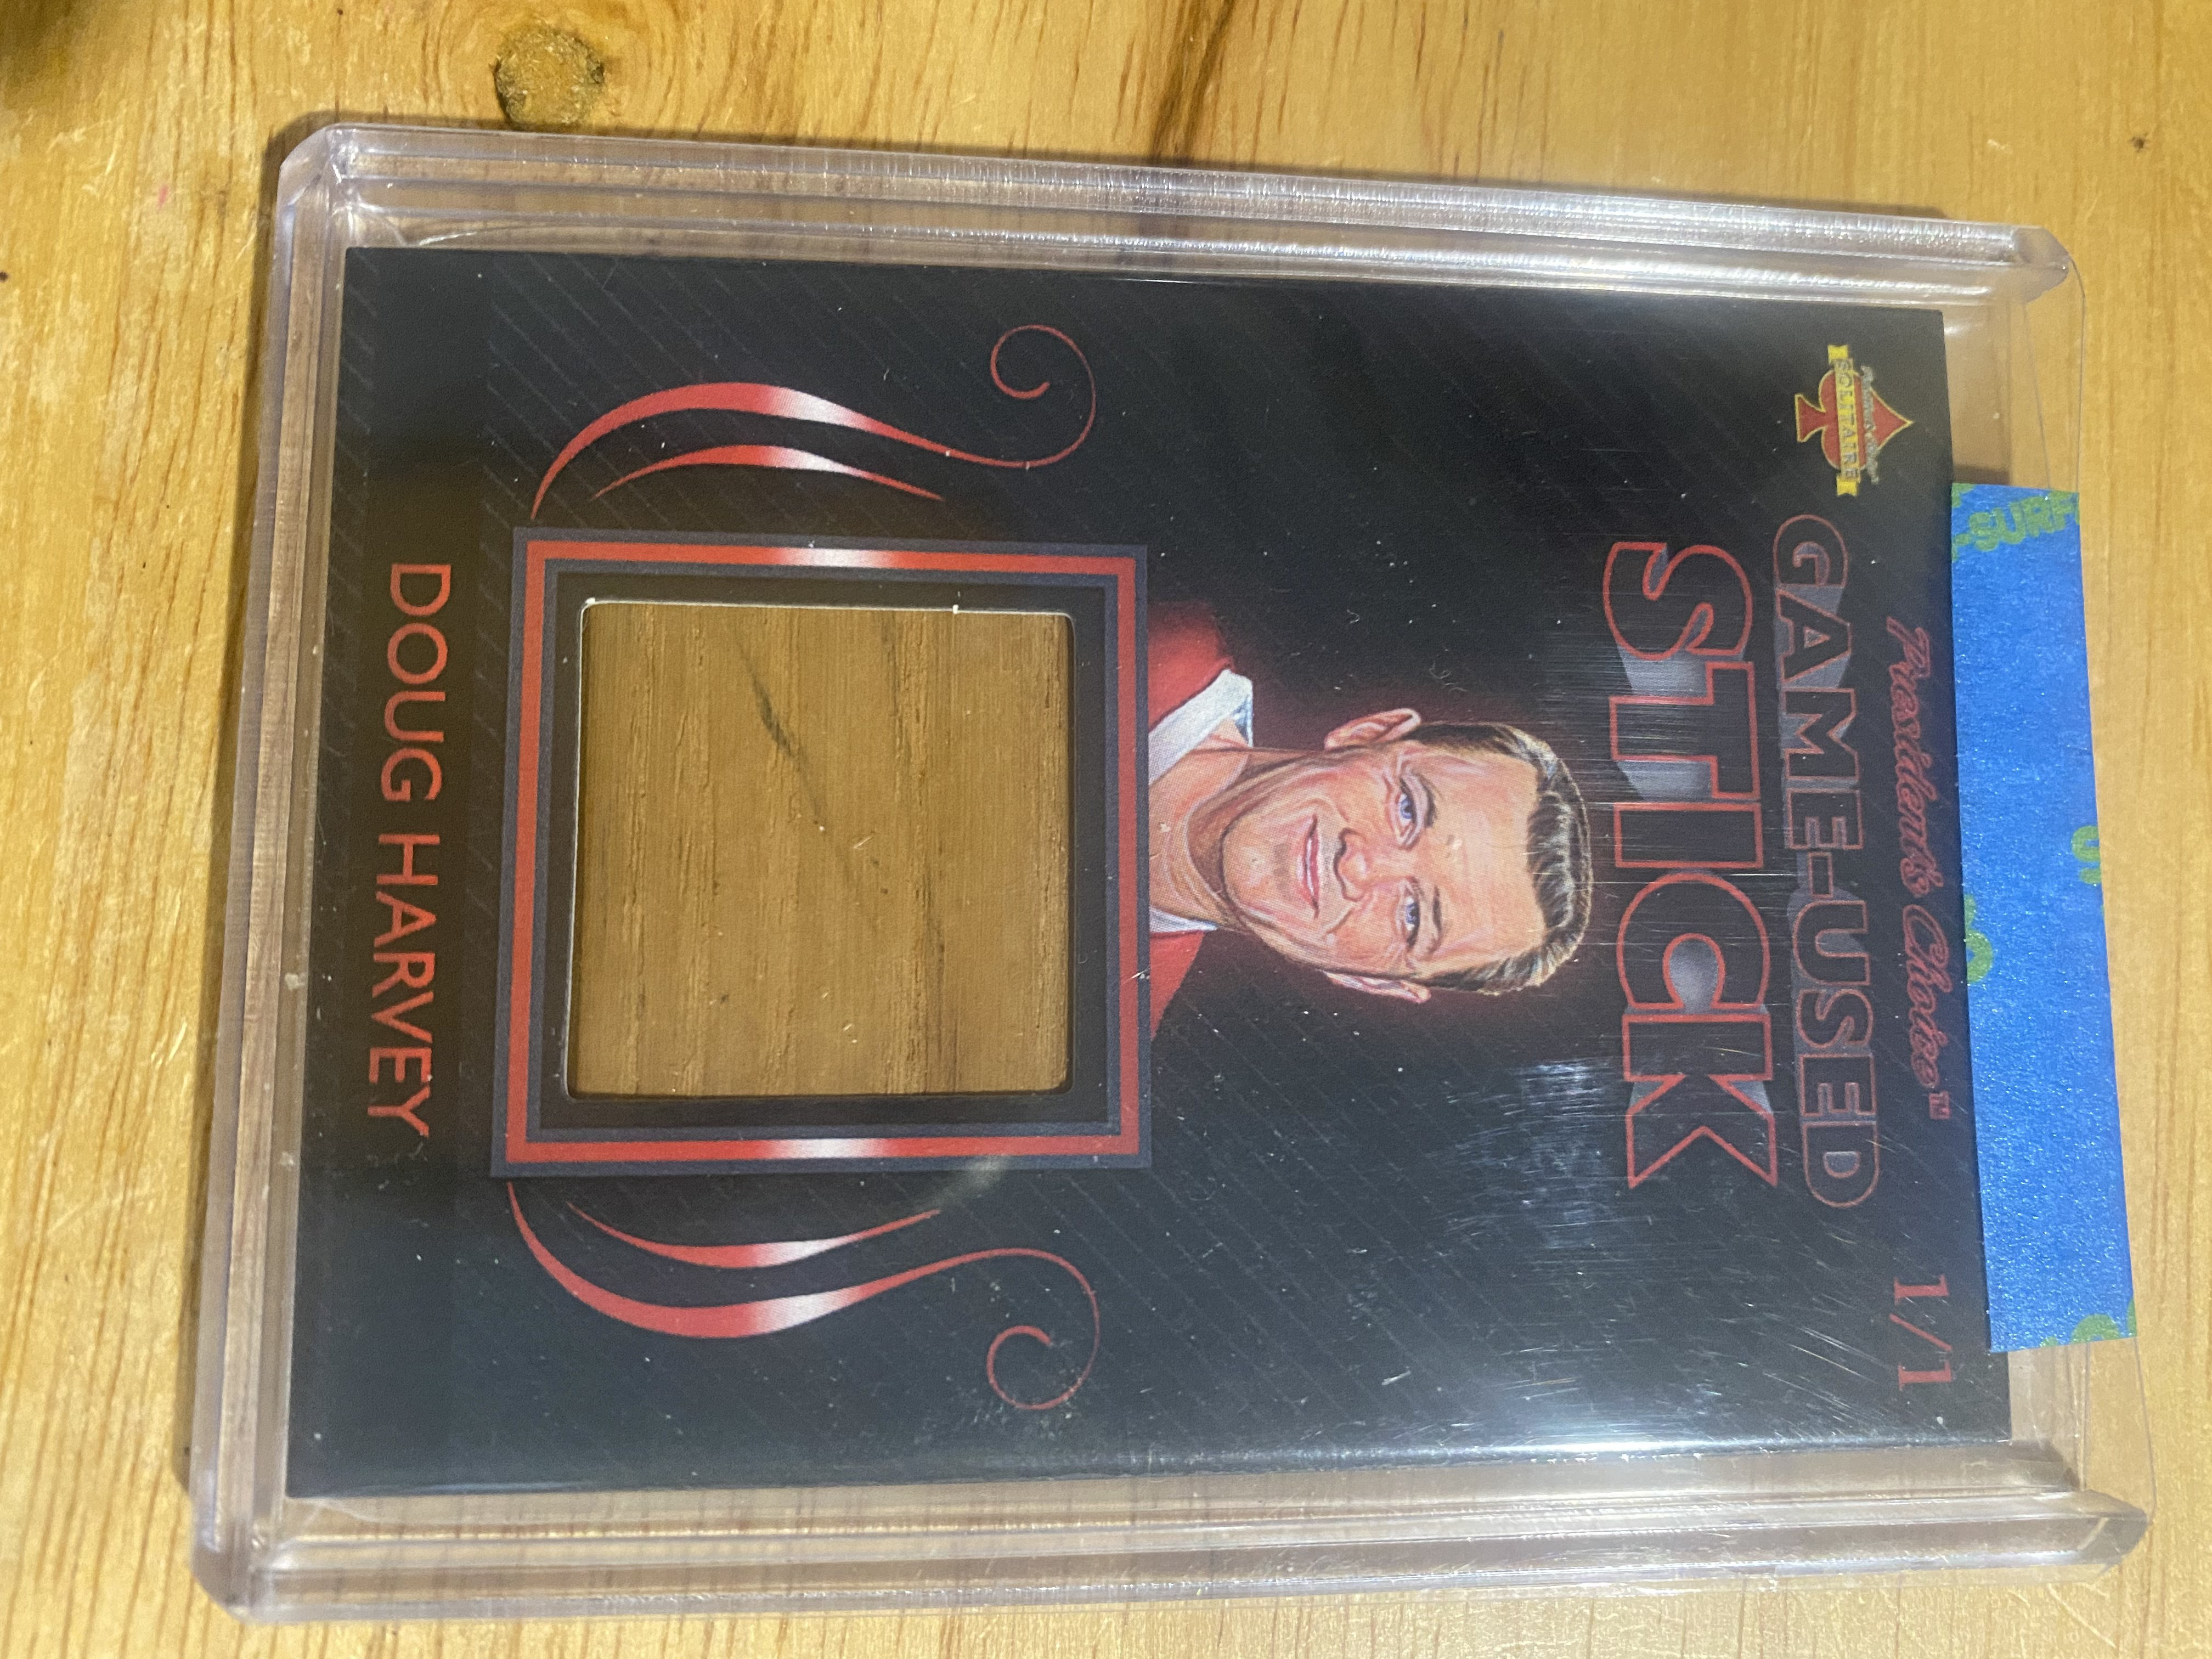 President's Choice™
1/1
SOLITAIRE
GAME-USED
STICK
DOUG HARVEY